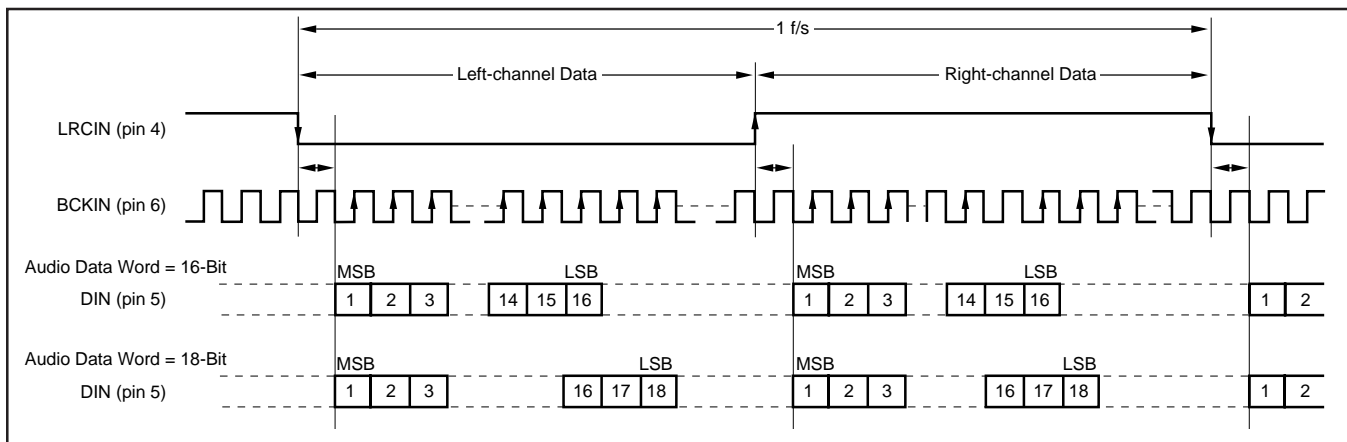 1 f/s
Left-channel Data
Right-channel Data
LRCIN (pin 4)
BCKIN (pin 6)
Audio Data Word = 16-Bit
MSB
LSB
MSB
LSB
DIN (pin 5)
1 2 3 14 15 16 1 2 3 14 15 16 1 2
Audio Data Word = 18-Bit
MSB
LSB
MSB
LSB
DIN (pin 5)
1 2 3 16 17 18 1 2 3 16 17 18 1 2